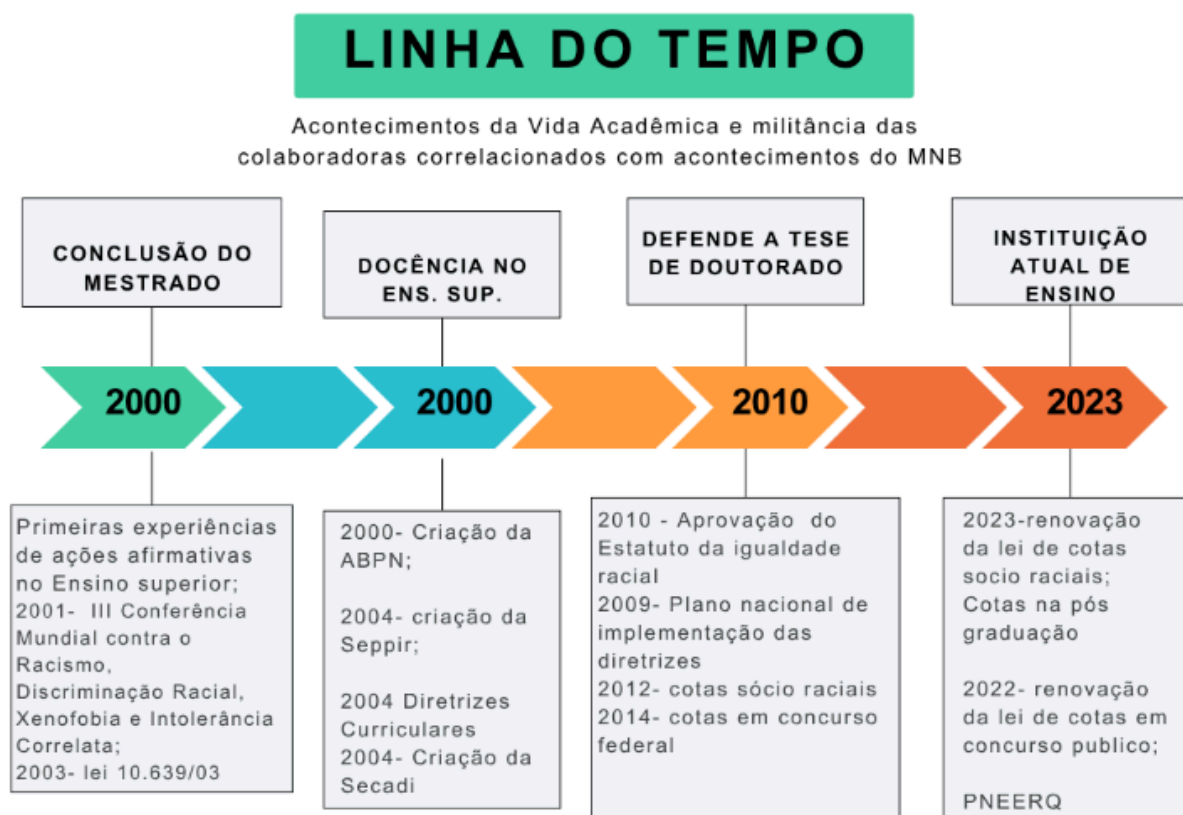 LINHA DO TEMPO
Acontecimentos da Vida Acadêmica e militância das
colaboradoras correlacionados com acontecimentos do MNB
CONCLUSÃO DO
MESTRADO
DOCÊNCIA NO
ENS. SUP.
DEFENDE A TESE
DE DOUTORADO
INSTITUIÇÃO
ATUAL DE
ENSINO
2000
2000
2010
2023
Primeiras experiências
de ações afirmativas
no Ensino superior;
2001- III Conferência
Mundial contra o
Racismo,
Discriminação Racial,
Xenofobia e Intolerância
Correlata;
2003- lei 10.639/03
2000- Criação da
ABPN;
2004- criação da
Seppir;
2004 Diretrizes
Curriculares
2004- Criação da
Secadi
2010 - Aprovação do
Estatuto da igualdade
racial
2009- Plano nacional de
implementação das
diretrizes
2012- cotas sócio raciais
2014- cotas em concurso
federal
2023-renovação
da lei de cotas
socio raciais;
Cotas na pós
graduação
2022- renovação
da lei de cotas em
concurso publico;
PNEERQ